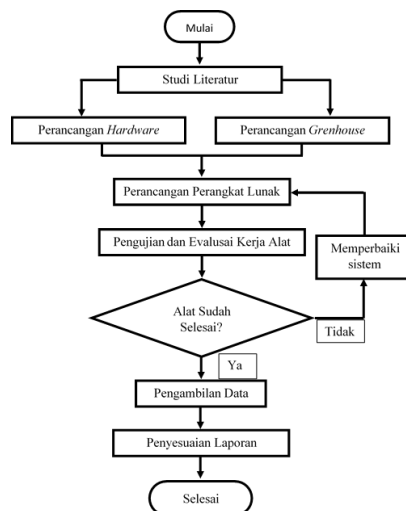 Mulai
Studi Literatur
Perancangan Hardware
Perancangan Grenhouse
Perancangan Perangkat Lunak
Pengujian dan Evalusai Kerja Alat
Memperbaiki
sistem
Alat Sudah
Selesai?
Tidak
Ya
Pengambilan Data
Penyesuaian Laporan
Selesai